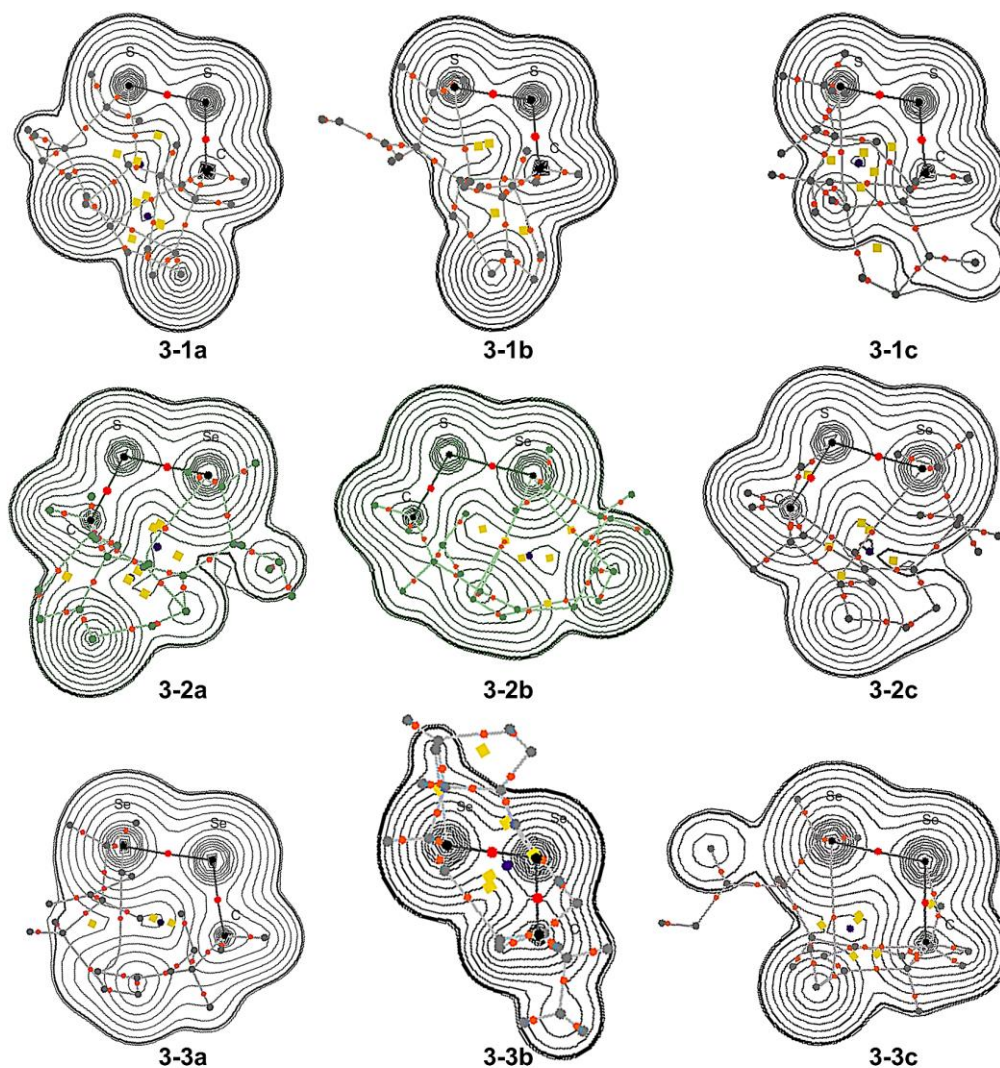 S S C
3-1a
S S C
3-1b
S S C
3-1c
S Se C
3-2a
S Se C
3-2b
S Se C
3-2c
Se Se C
3-3a
Se Se C
3-3b
Se Se C
3-3c